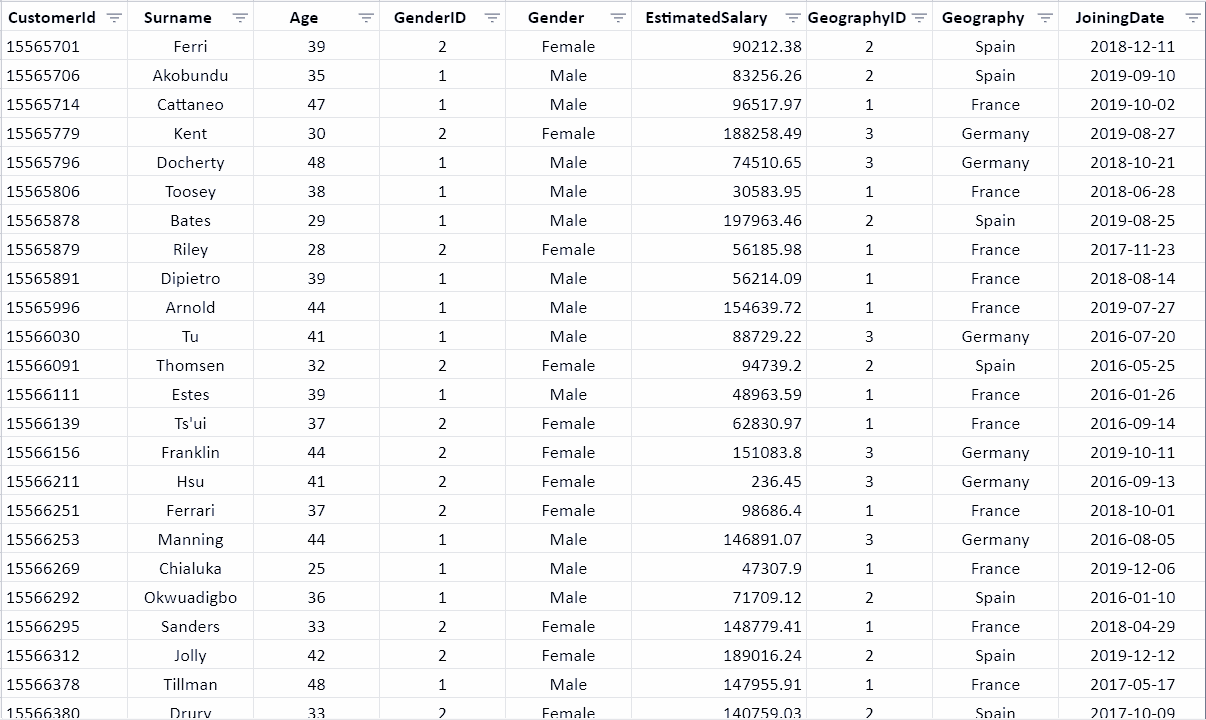 CustomerId Surname Age GenderID Gender EstimatedSalary GeographyID Geography JoiningDate
15565701 Ferri 39 2 Female 90212.38 2 Spain 2018-12-11
15565706 Akobundu 35 1 Male 83256.26 2 Spain 2019-09-10
15565714 Cattaneo 47 1 Male 96517.97 1 France 2019-10-02
15565779 Kent 30 2 Female 188258.49 3 Germany 2019-08-27
15565796 Docherty 48 1 Male 74510.65 3 Germany 2018-10-21
15565806 Toosey 38 1 Male 30583.95 1 France 2018-06-28
15565878 Bates 29 1 Male 197963.46 2 Spain 2019-08-25
15565879 Riley 28 2 Female 56185.98 1 France 2017-11-23
15565891 Dipietro 39 1 Male 56214.09 1 France 2018-08-14
15565996 Arnold 44 1 Male 154639.72 1 France 2019-07-27
15566030 Tu 41 1 Male 88729.22 3 Germany 2016-07-20
15566091 Thomsen 32 2 Female 94739.2 2 Spain 2016-05-25
15566111 Estes 39 1 Male 48963.59 1 France 2016-01-26
15566139 Ts'ui 37 2 Female 62830.97 1 France 2016-09-14
15566156 Franklin 44 2 Female 151083.8 3 Germany 2019-10-11
15566211 Hsu 41 2 Female 236.45 3 Germany 2016-09-13
15566251 Ferrari 37 2 Female 98686.4 1 France 2018-10-01
15566253 Manning 44 1 Male 146891.07 3 Germany 2016-08-05
15566269 Chialuka 25 1 Male 47307.9 1 France 2019-12-06
15566292 Okwuadigbo 36 1 Male 71709.12 2 Spain 2016-01-10
15566295 Sanders 33 2 Female 148779.41 1 France 2018-04-29
15566312 Jolly 42 2 Female 189016.24 2 Spain 2019-12-12
15566378 Tillman 48 1 Male 147955.91 1 France 2017-05-17
15566380 Drury 33 2 Female 140759.03 2 Spain 2017-10-09